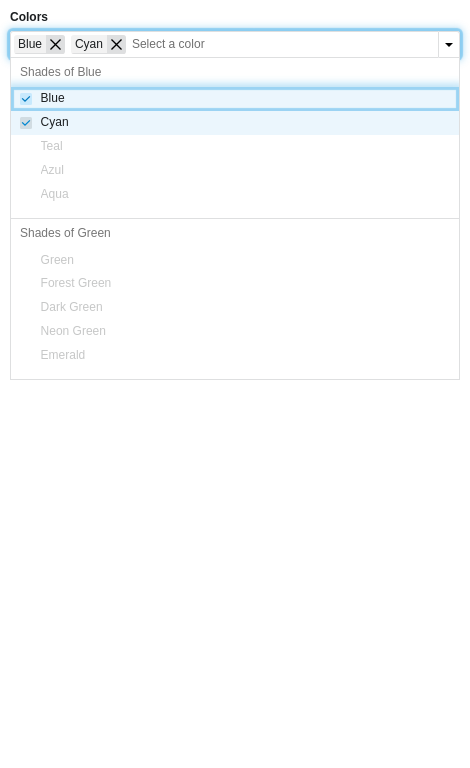 Colors
Blue Cyan Select a color
Shades of Blue
Blue
Cyan
Teal
Azul
Aqua
Shades of Green
Green
Forest Green
Dark Green
Neon Green
Emerald